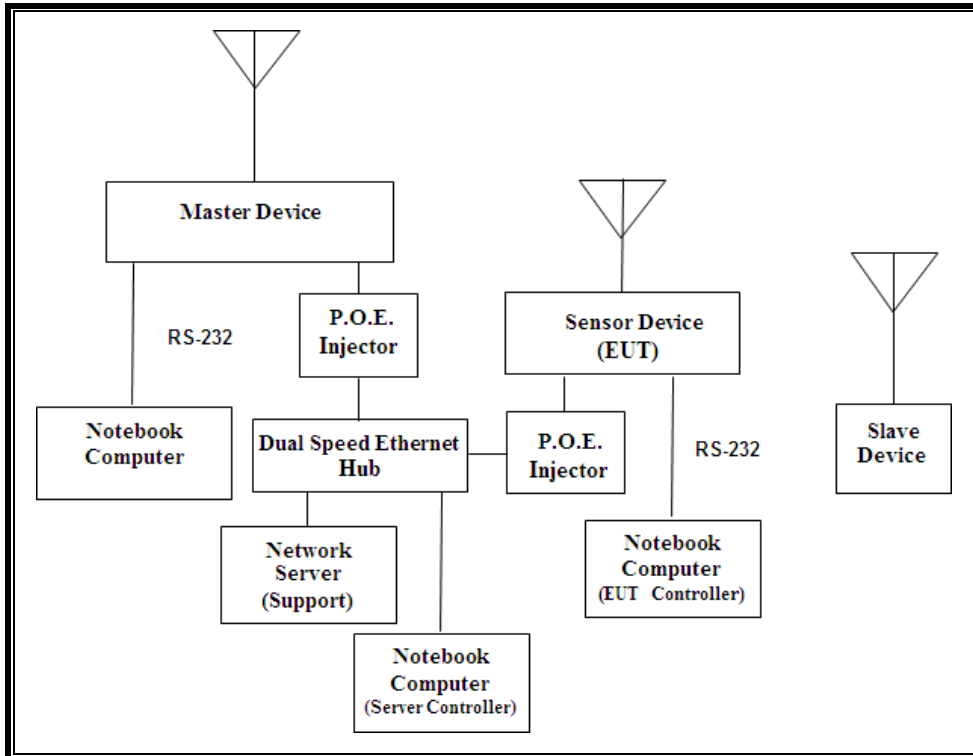 Master Device
P.O.E.
Injector
RS-232
Sensor Device
(EUT)
Notebook
Computer
Dual Speed Ethernet
Hub
P.O.E.
Injector
RS-232
Slave
Device
Network
Server
(Support)
Notebook
Computer
(EUT Controller)
Notebook
Computer
(Server Controller)